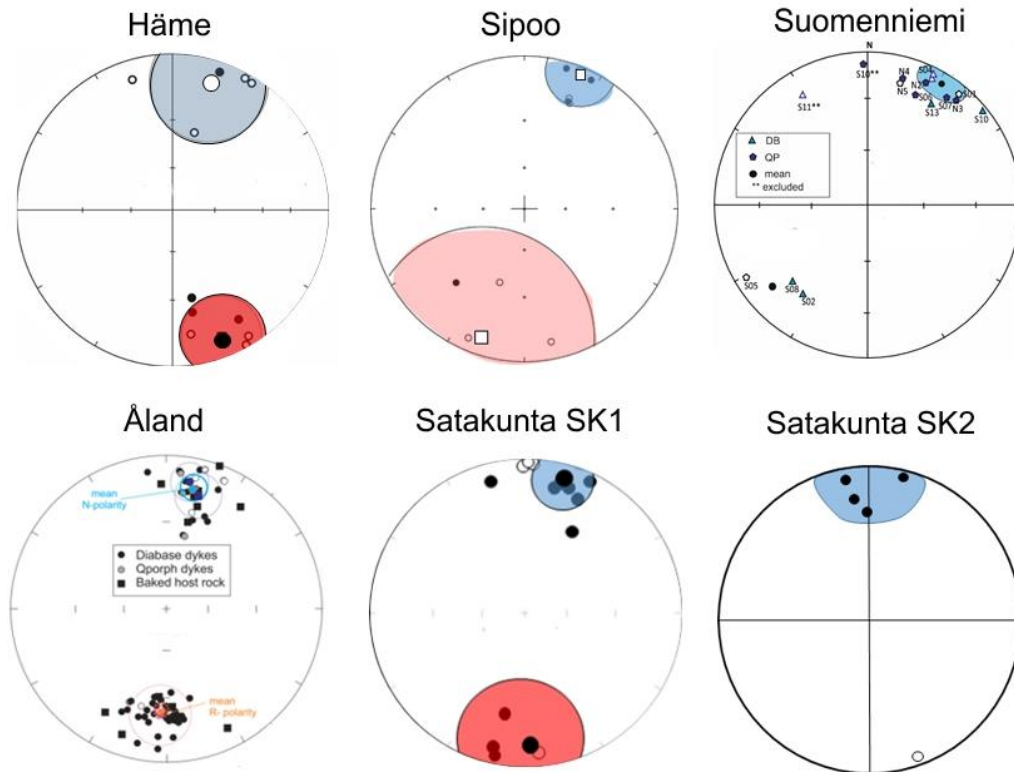 Häme
Sipoo
Suomenniemi
N
S10**
N4
S04
N5
N2
S06
S01
S07
N3
S13
S10
S11**
DB
QP
mean
** excluded
S05
S08
S02
Åland
Satakunta SK1
Satakunta SK2
mean
N-polarity
Diabase dykes
Qporph dykes
Baked host rock
mean
R- polarity